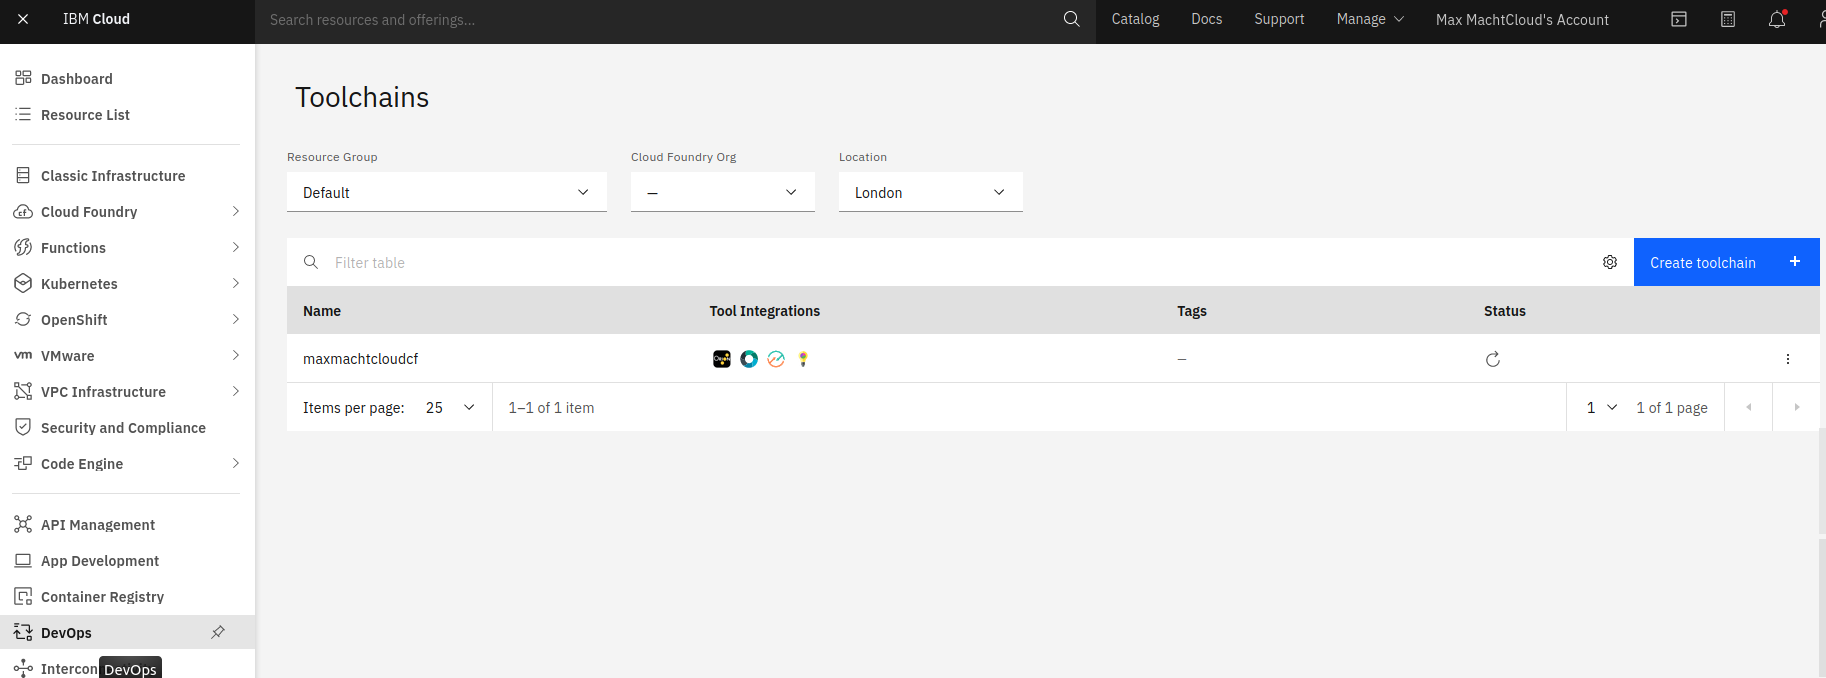 IBM Cloud
Search resources and offerings...
Catalog
Docs
Support
Manage
Max MachtCloud's Account
Dashboard
Resource List
Classic Infrastructure
Cloud Foundry
Functions
Kubernetes
OpenShift
vm VMware
VPC Infrastructure
Security and Compliance
Code Engine
API Management
App Development
Container Registry
DevOps
Intercon
DevOps
Toolchains
Resource Group
Default
Cloud Foundry Org
—
Location
London
Filter table
Create toolchain +
Name Tool Integrations Tags Status
maxmachtcloudcf –
Items per page: 25
1–1 of 1 item
1
1 of 1 page